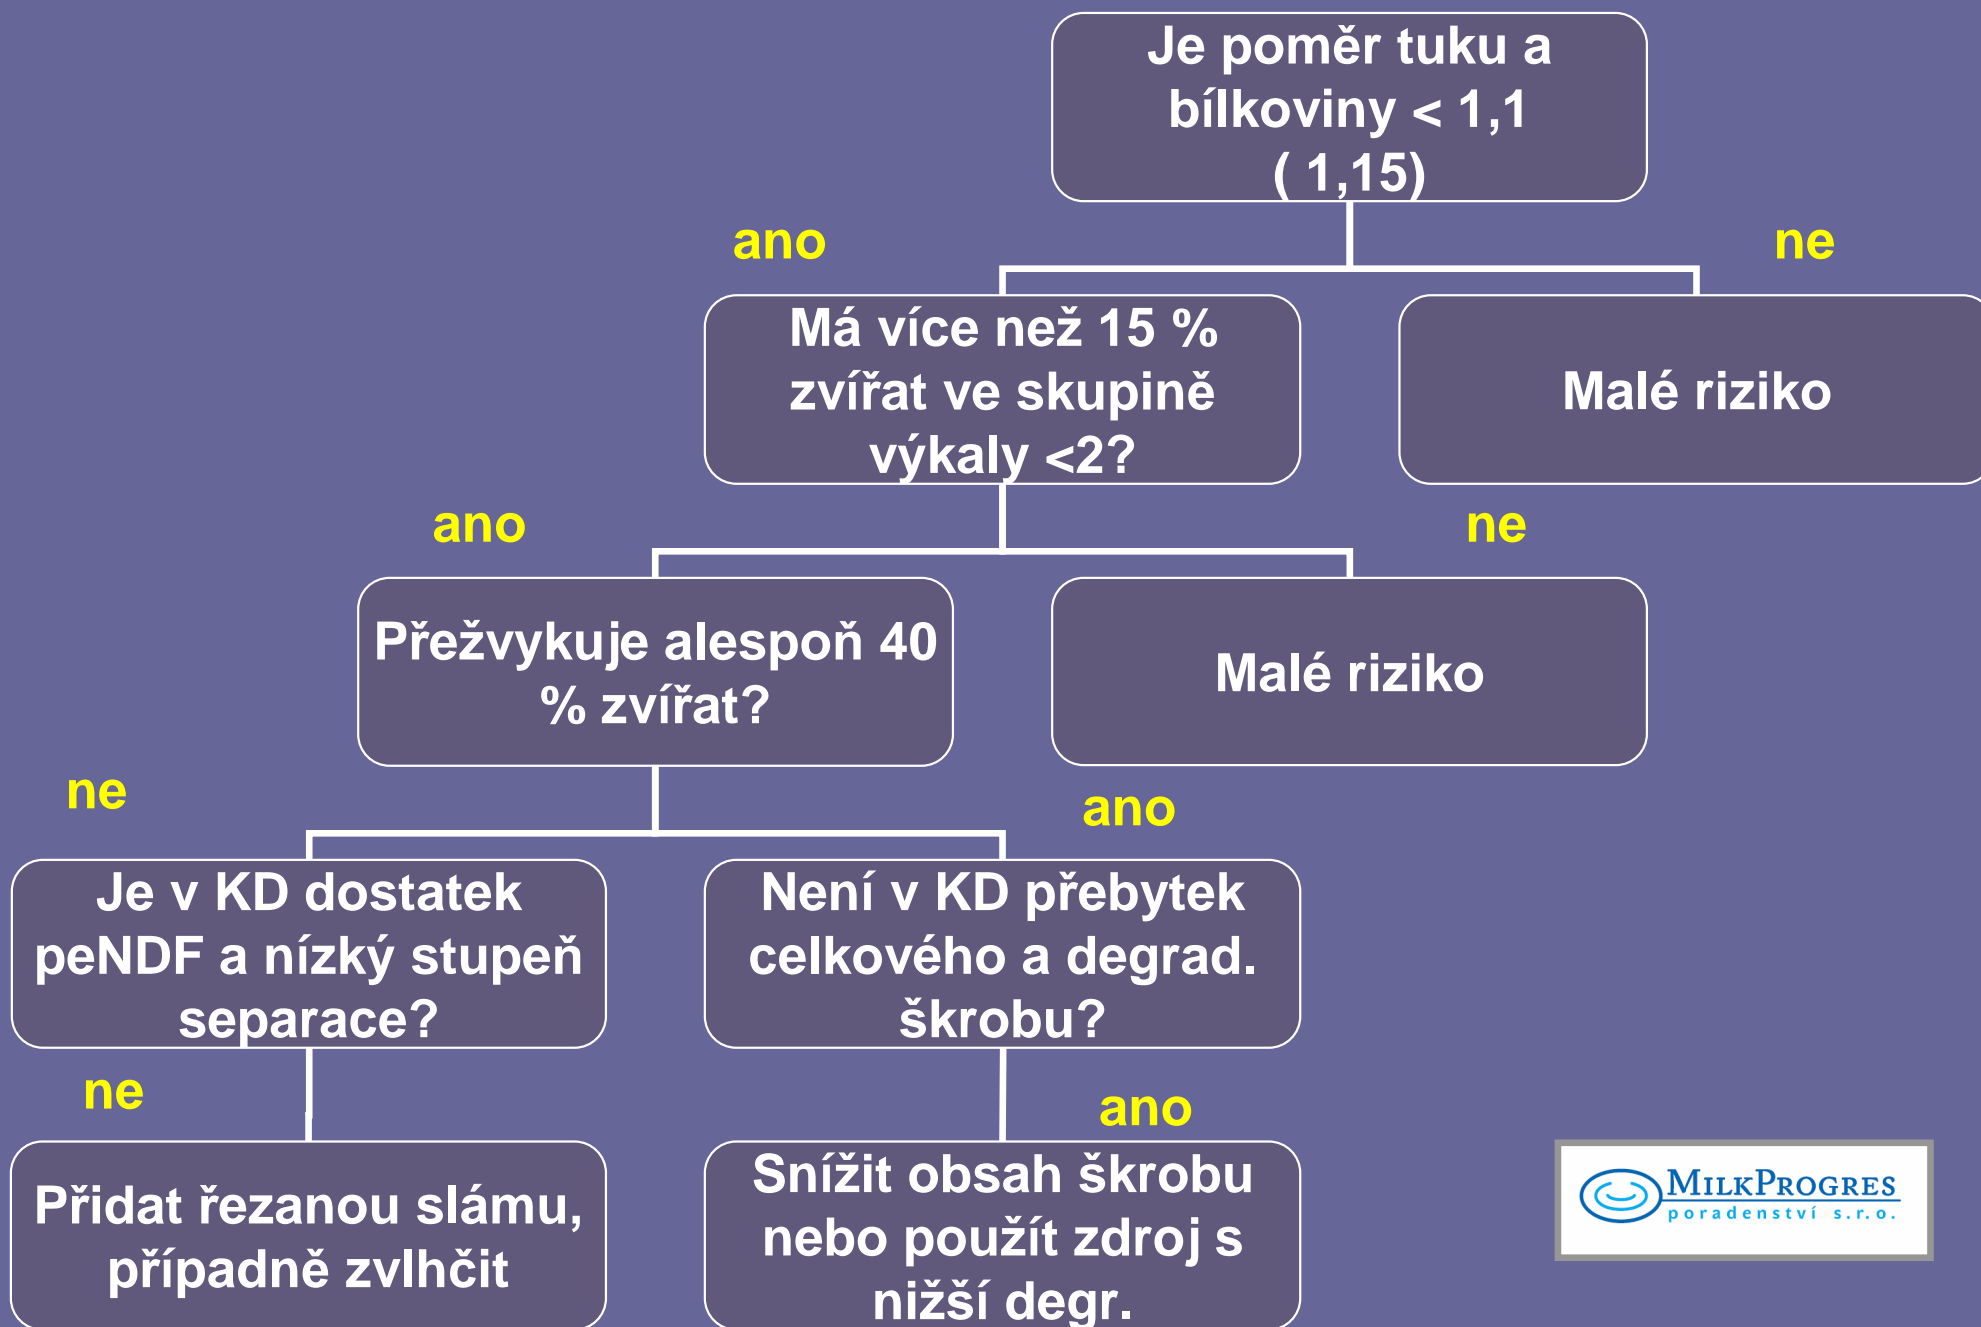 Je poměr tuku a
bílkoviny < 1,1
( 1,15)
ano
ne
Má více než 15 %
zvířat ve skupině
výkaly <2?
Malé riziko
ano
ne
Přežvykuje alespoň 40
% zvířat?
Malé riziko
ne
ano
Je v KD dostatek
peNDF a nízký stupeň
separace?
Není v KD přebytek
celkového a degrad.
škrobu?
ne
ano
Přidat řezanou slámu,
případně zvlhčit
Snížit obsah škrobu
nebo použít zdroj s
nižší degr.
MILKPROGRES
poradenství s.r.o.